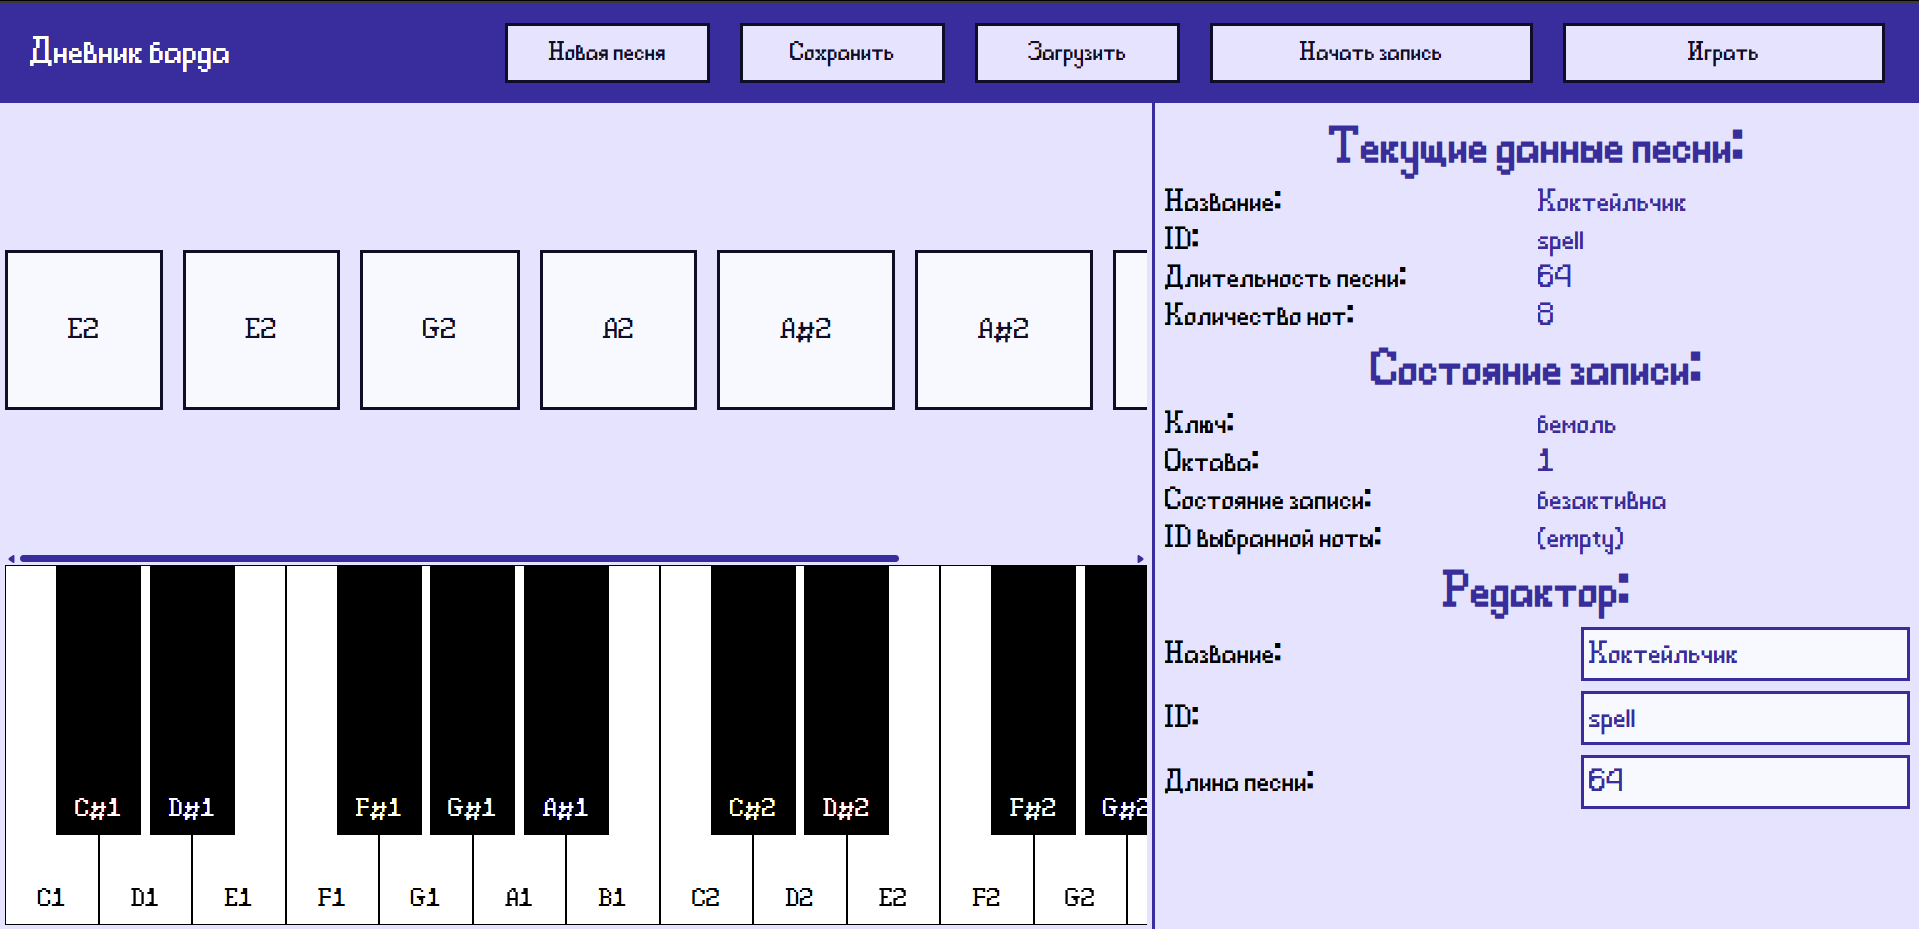 Дневник барда
Новая песня
Сохранить
Загрузить
Начать запись
Играть
E2
E2
G2
A2
A#2
A#2
C#1
D#1
F#1
G#1
A#1
C#2
D#2
F#2
G#2
C1
D1
E1
F1
G1
A1
B1
C2
D2
E2
F2
G2
Текущие данные песни:
Название: Коктейльчик
ID: spell
Длительность песни: 64
Количество нот: 8
Состояние записи:
Ключ: бемоль
Октава: 1
Состояние записи: безактивна
ID выбранной ноты: (empty)
Редактор:
Название: Коктейльчик
ID: spell
Длина песни: 64